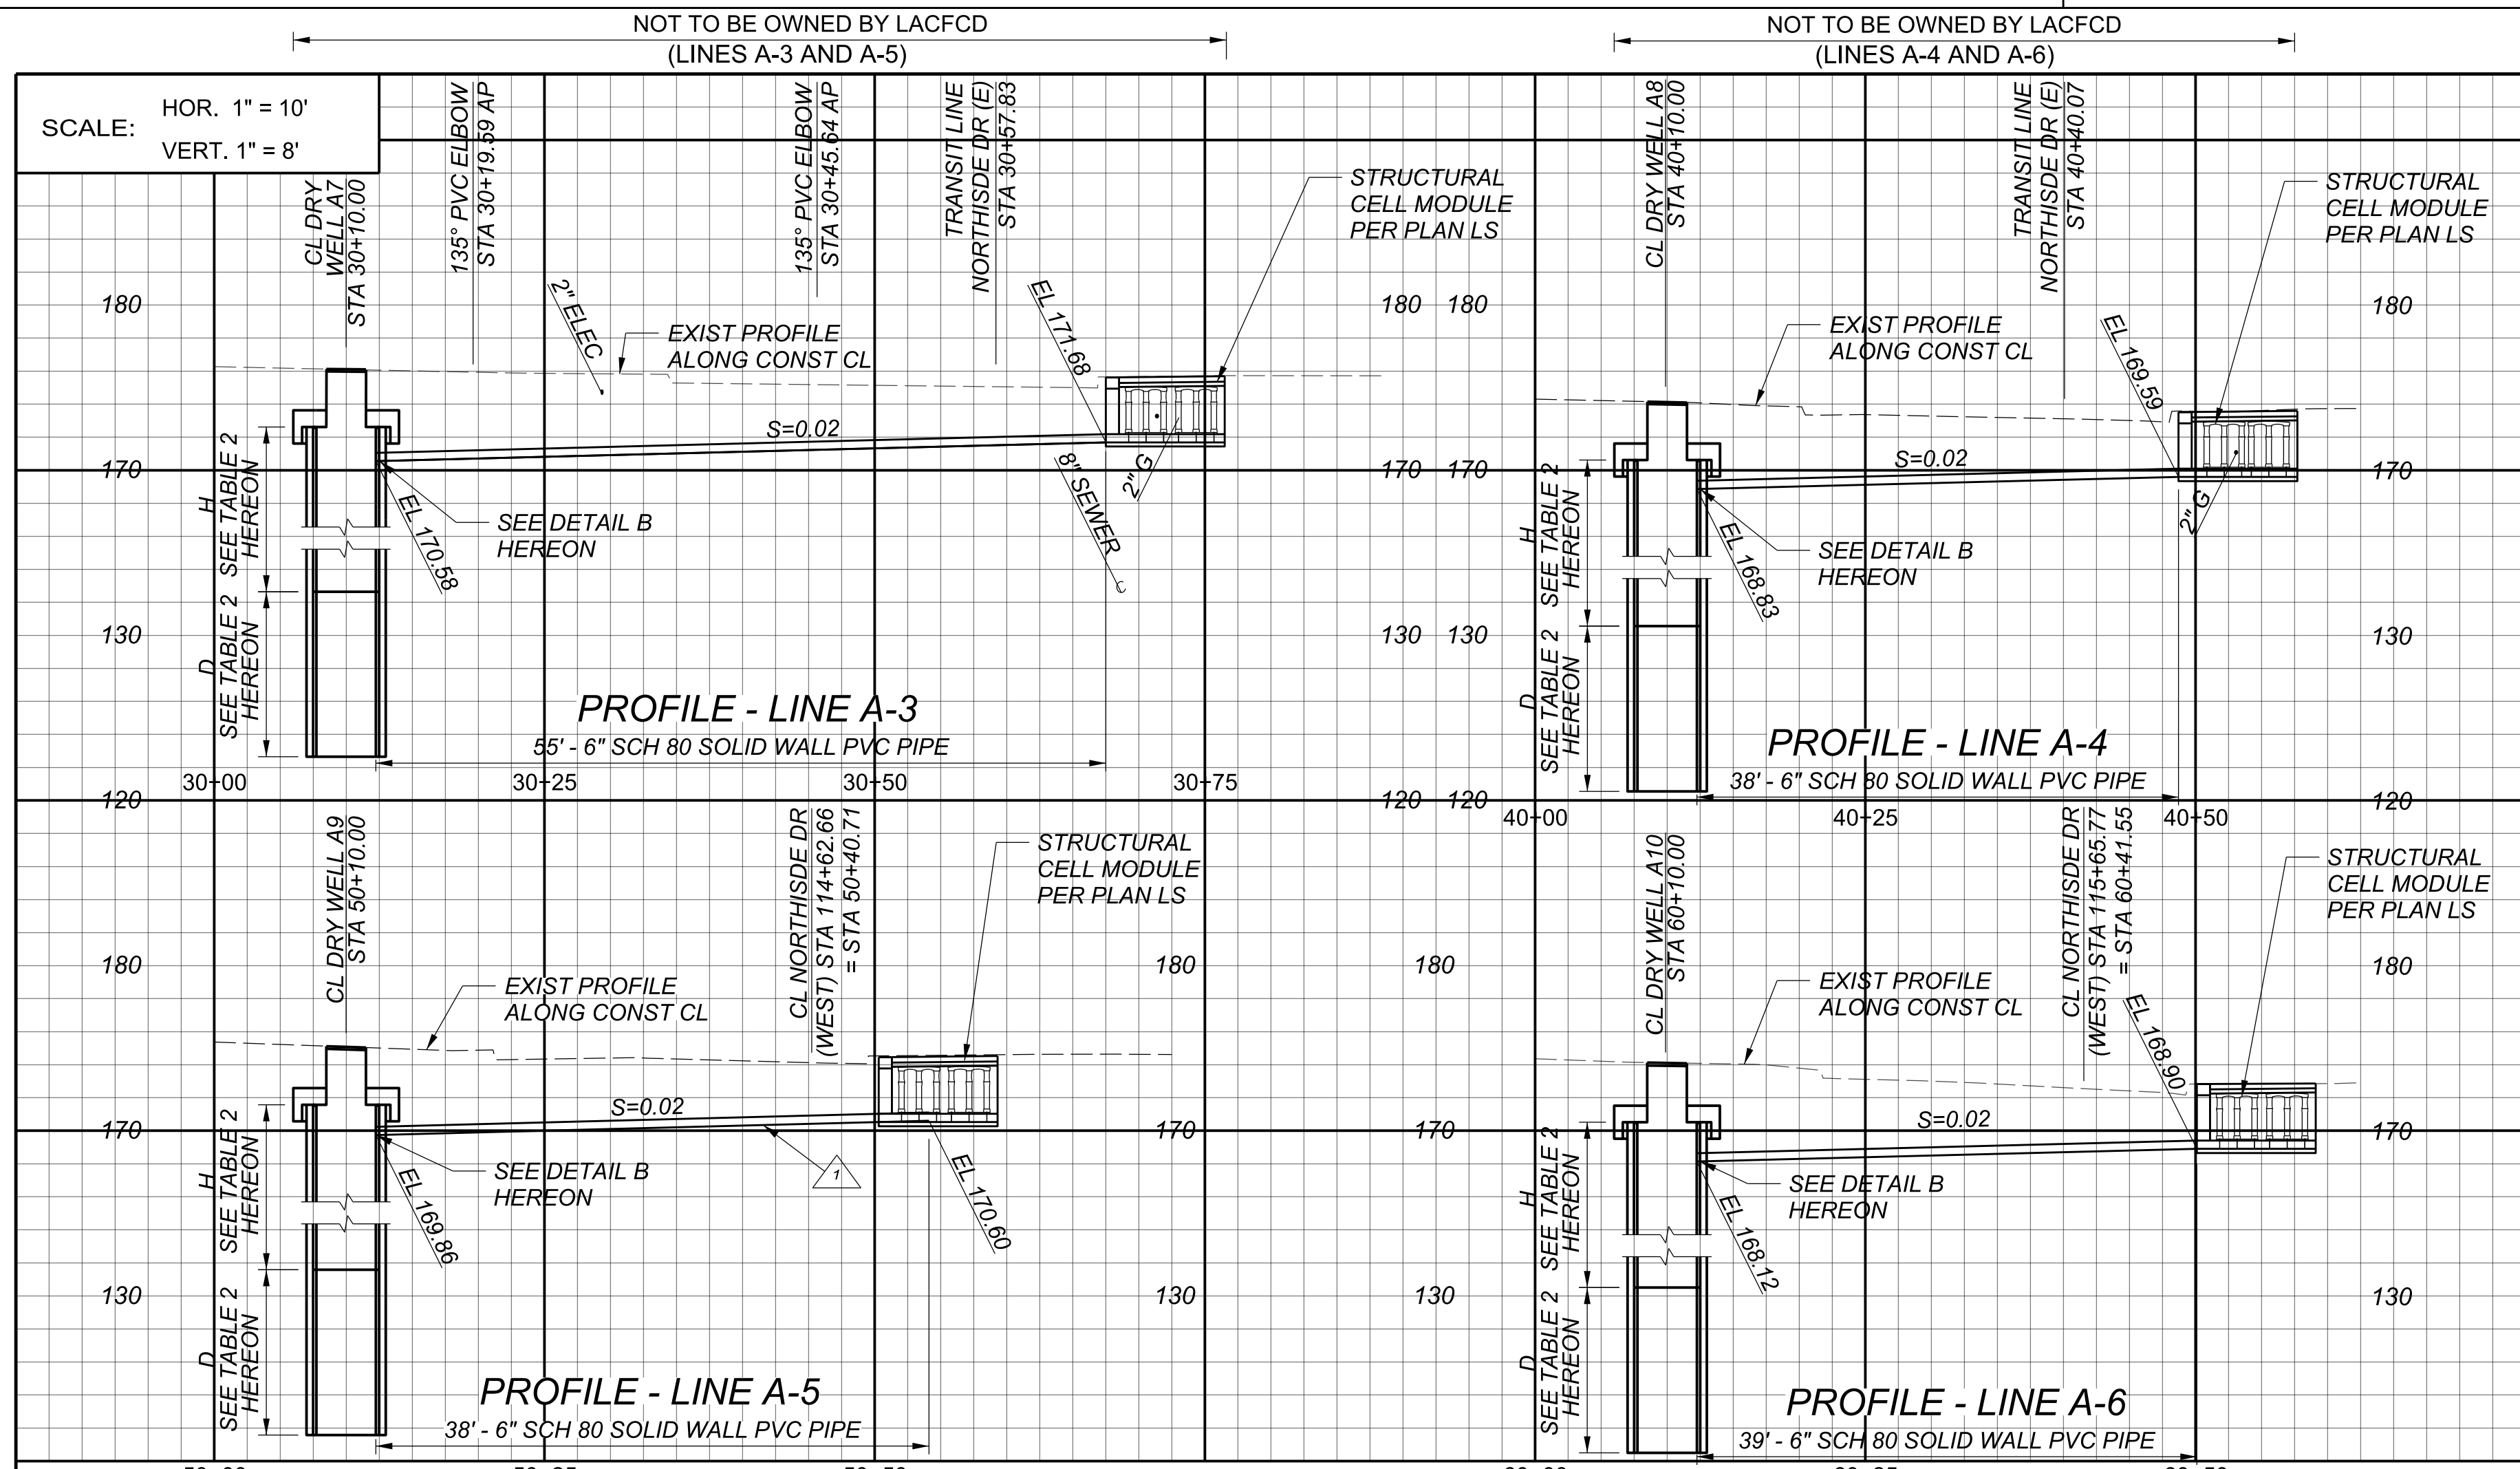 NOT TO BE OWNED BY LACFCD
(LINES A-3 AND A-5)
NOT TO BE OWNED BY LACFCD
(LINES A-4 AND A-6)
SCALE:
HOR. 1" = 10'
VERT. 1" = 8'
CL DRY
WELL A7
STA 30+10.00
135° PVC ELBOW
STA 30+19.59 AP
135° PVC ELBOW
STA 30+45.64 AP
TRANSIT LINE
NORTHISDE DR (E)
STA 30+57.83
STRUCTURAL
CELL MODULE
PER PLAN LS
2" ELEC
EXIST PROFILE
ALONG CONST CL
EL 171.68
S=0.02
8" SEWER
2" G
EL 170.58
SEE DETAIL B
HEREON
H
SEE TABLE 2
HEREON
D
SEE TABLE 2
HEREON
180
170
130
120
180
170
130
120
PROFILE - LINE A-3
55' - 6" SCH 80 SOLID WALL PVC PIPE
30+00
30+25
30+50
30+75
CL DRY WELL A8
STA 40+10.00
TRANSIT LINE
NORTHISDE DR (E)
STA 40+40.07
STRUCTURAL
CELL MODULE
PER PLAN LS
EXIST PROFILE
ALONG CONST CL
EL 169.59
S=0.02
2" G
EL 168.83
SEE DETAIL B
HEREON
H
SEE TABLE 2
HEREON
D
SEE TABLE 2
HEREON
180
170
130
120
180
170
130
120
PROFILE - LINE A-4
38' - 6" SCH 80 SOLID WALL PVC PIPE
40+00
40+25
40+50
CL DRY WELL A9
STA 50+10.00
CL NORTHISDE DR
(WEST) STA 114+62.66
= STA 50+40.71
STRUCTURAL
CELL MODULE
PER PLAN LS
EXIST PROFILE
ALONG CONST CL
S=0.02
1
EL 170.60
EL 169.86
SEE DETAIL B
HEREON
H
SEE TABLE 2
HEREON
D
SEE TABLE 2
HEREON
180
170
130
180
170
130
PROFILE - LINE A-5
38' - 6" SCH 80 SOLID WALL PVC PIPE
CL DRY WELL A10
STA 60+10.00
CL NORTHISDE DR
(WEST) STA 115+65.77
= STA 60+41.55
STRUCTURAL
CELL MODULE
PER PLAN LS
EXIST PROFILE
ALONG CONST CL
EL 168.90
S=0.02
EL 168.12
SEE DETAIL B
HEREON
H
SEE TABLE 2
HEREON
D
SEE TABLE 2
HEREON
180
170
130
180
170
130
PROFILE - LINE A-6
39' - 6" SCH 80 SOLID WALL PVC PIPE